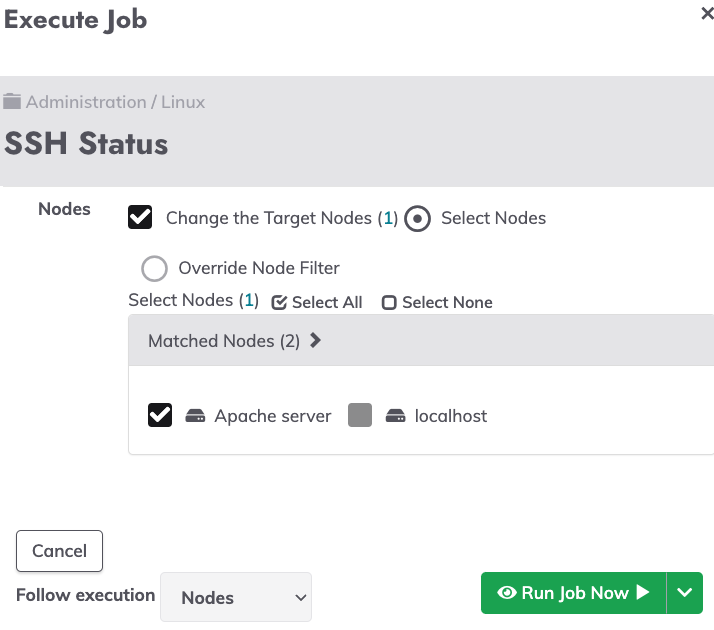 Execute Job
Administration / Linux
SSH Status
Nodes
Change the Target Nodes (1) Select Nodes
Override Node Filter
Select Nodes (1) Select All Select None
Matched Nodes (2)
Apache server localhost
Cancel
Follow execution Nodes Run Job Now